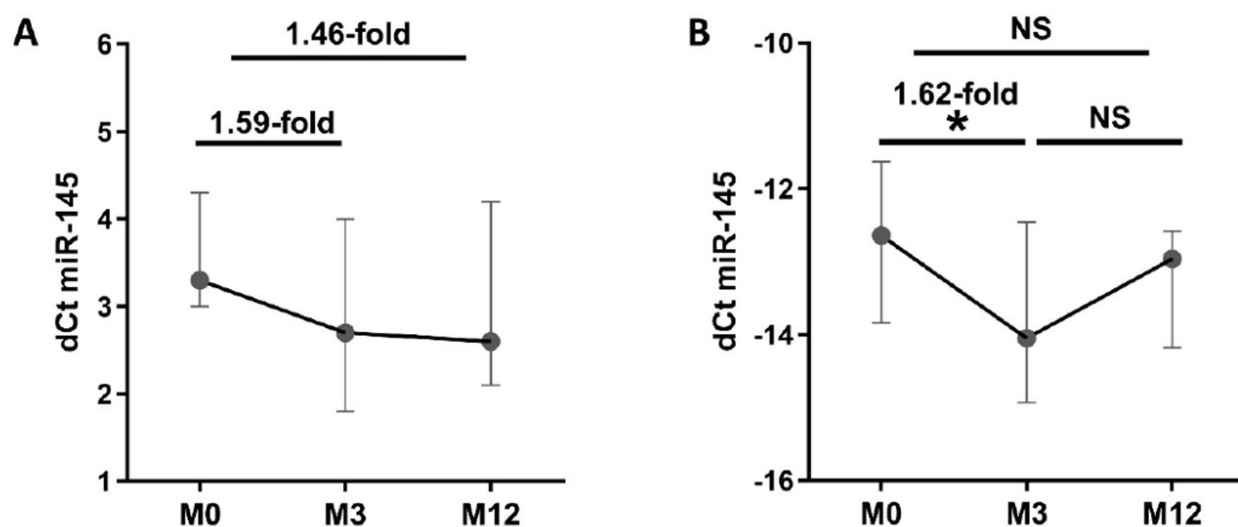 A
dCt miR-145
6
5
4
3
2
1
1.46-fold
1.59-fold
M0 M3 M12
B
dCt miR-145
-10
-12
-14
-16
NS
1.62-fold
*
NS
M0 M3 M12